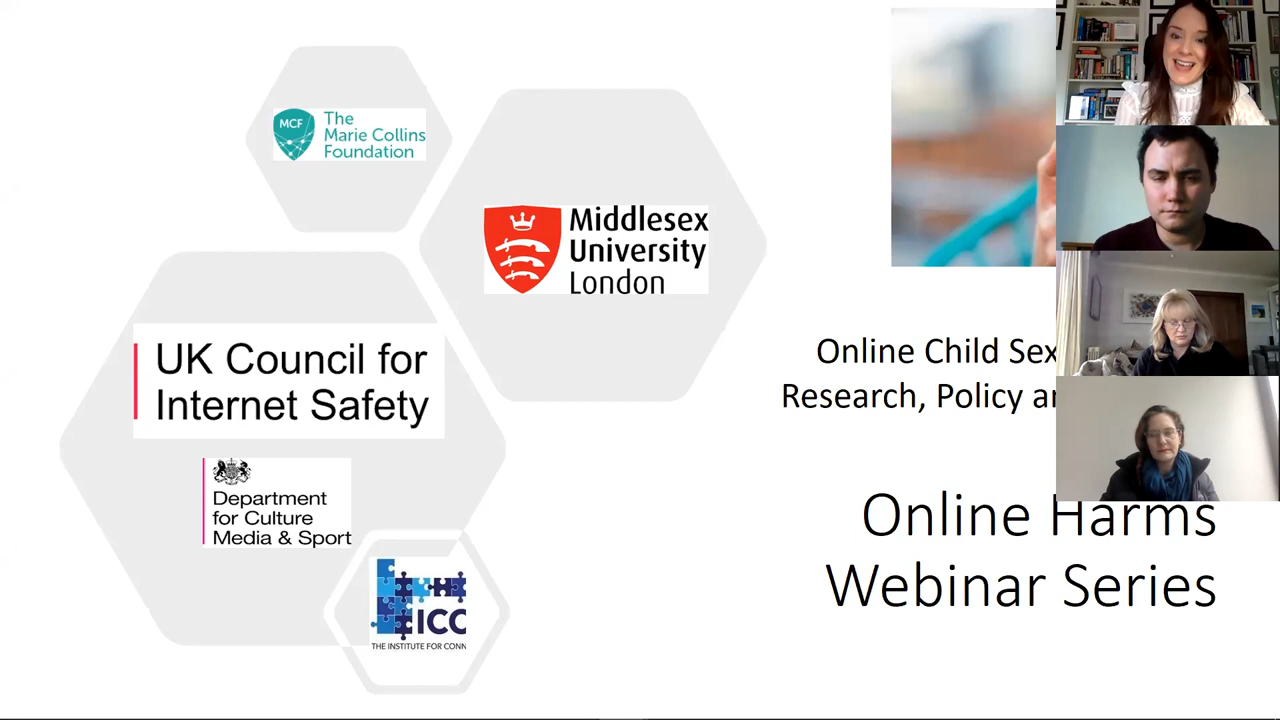 MCF
The
Marie Collins
Foundation
Middlesex
University
London
UK Council for
Internet Safety
Department
for Culture
Media & Sport
ICC
THE INSTITUTE FOR CONN
Online Child Sex
Research, Policy an
Online Harms
Webinar Series